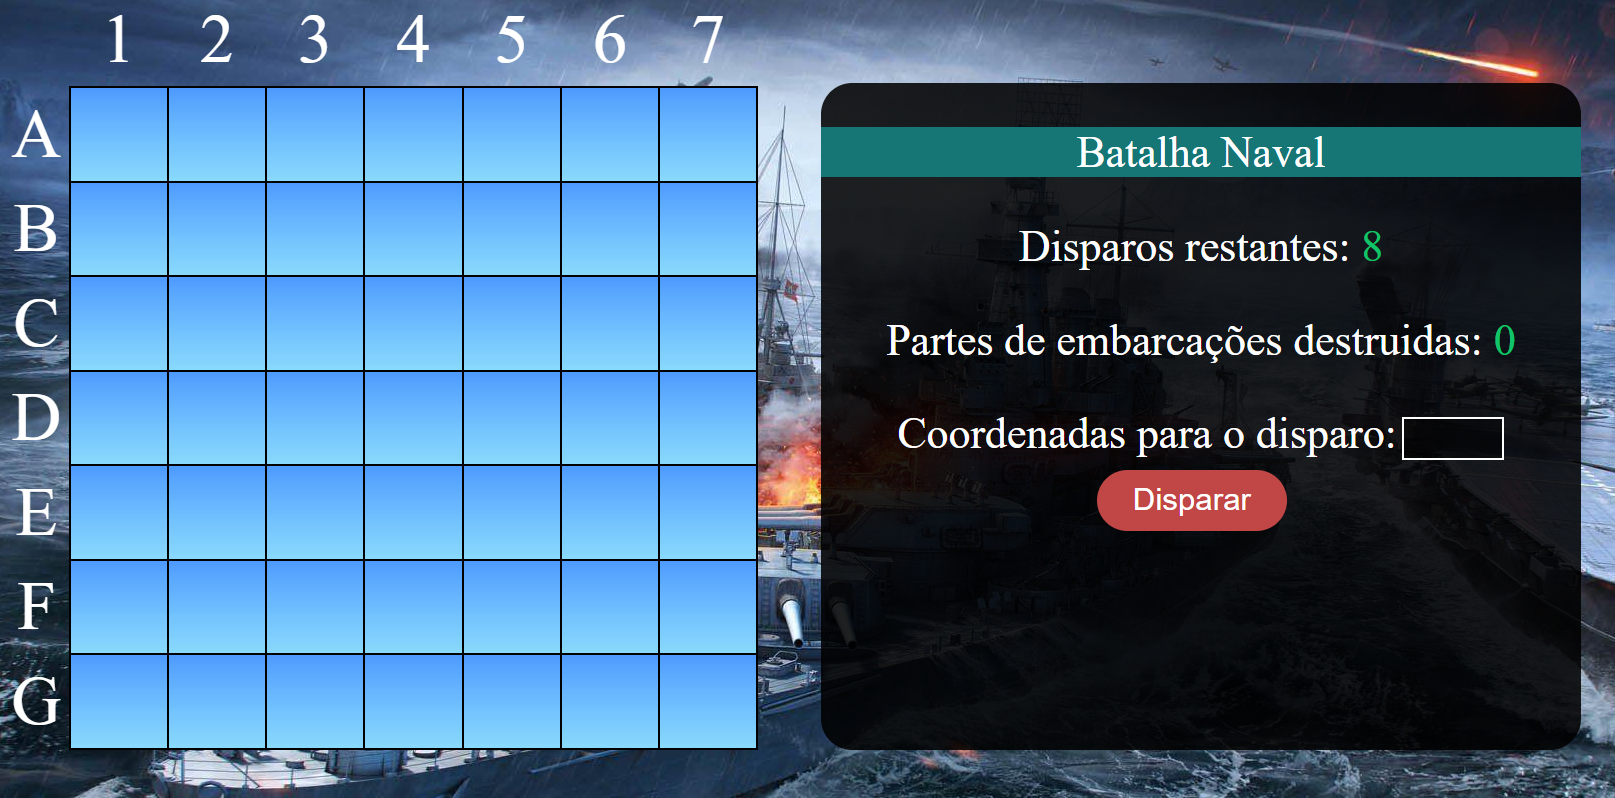 1 2 3 4 5 6 7
A
B
C
D
E
F
G
Batalha Naval
Disparos restantes: 8
Partes de embarcações destruidas: 0
Coordenadas para o disparo:
Disparar